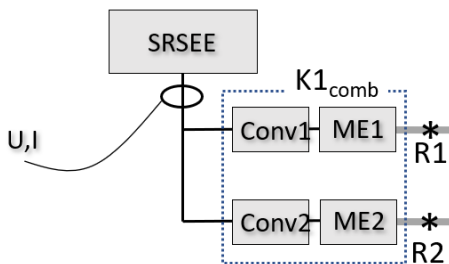 SRSEE
K1comb
U,I
Conv1
ME1
R1
Conv2
ME2
R2